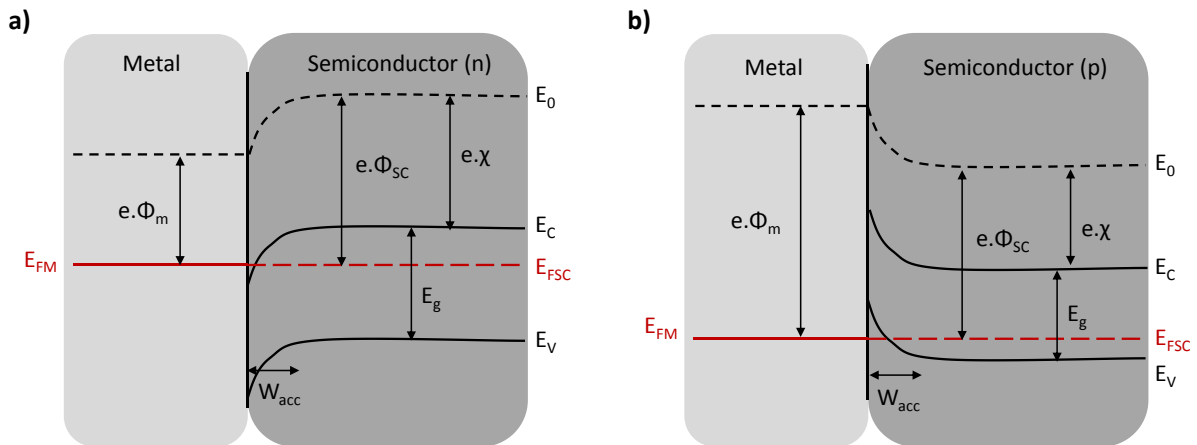 a)
Metal
Semiconductor (n)
E0
e.Φm
e.ΦSC
e.χ
EC
EFM
EFSC
Eg
EV
Wacc
b)
Metal
Semiconductor (p)
E0
e.Φm
e.ΦSC
e.χ
EC
EFM
Eg
EFSC
EV
Wacc